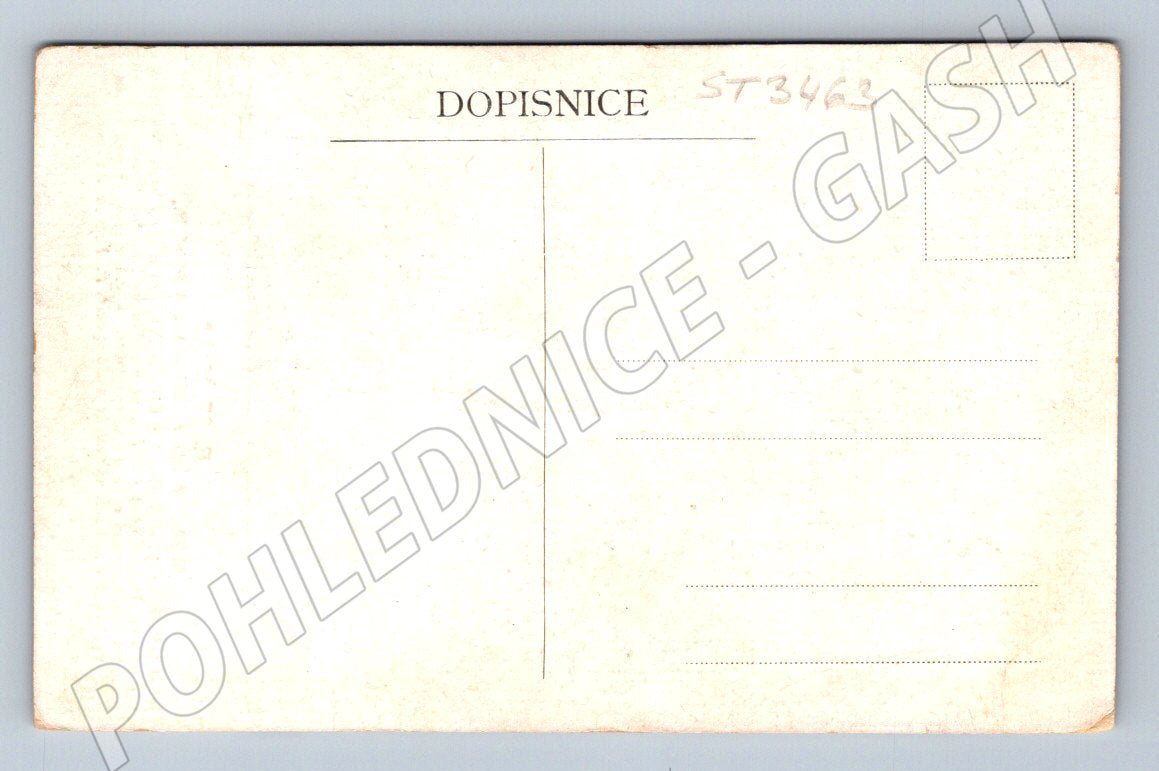 DOPISNICE
ST3463
POHLEDNICE - GASH